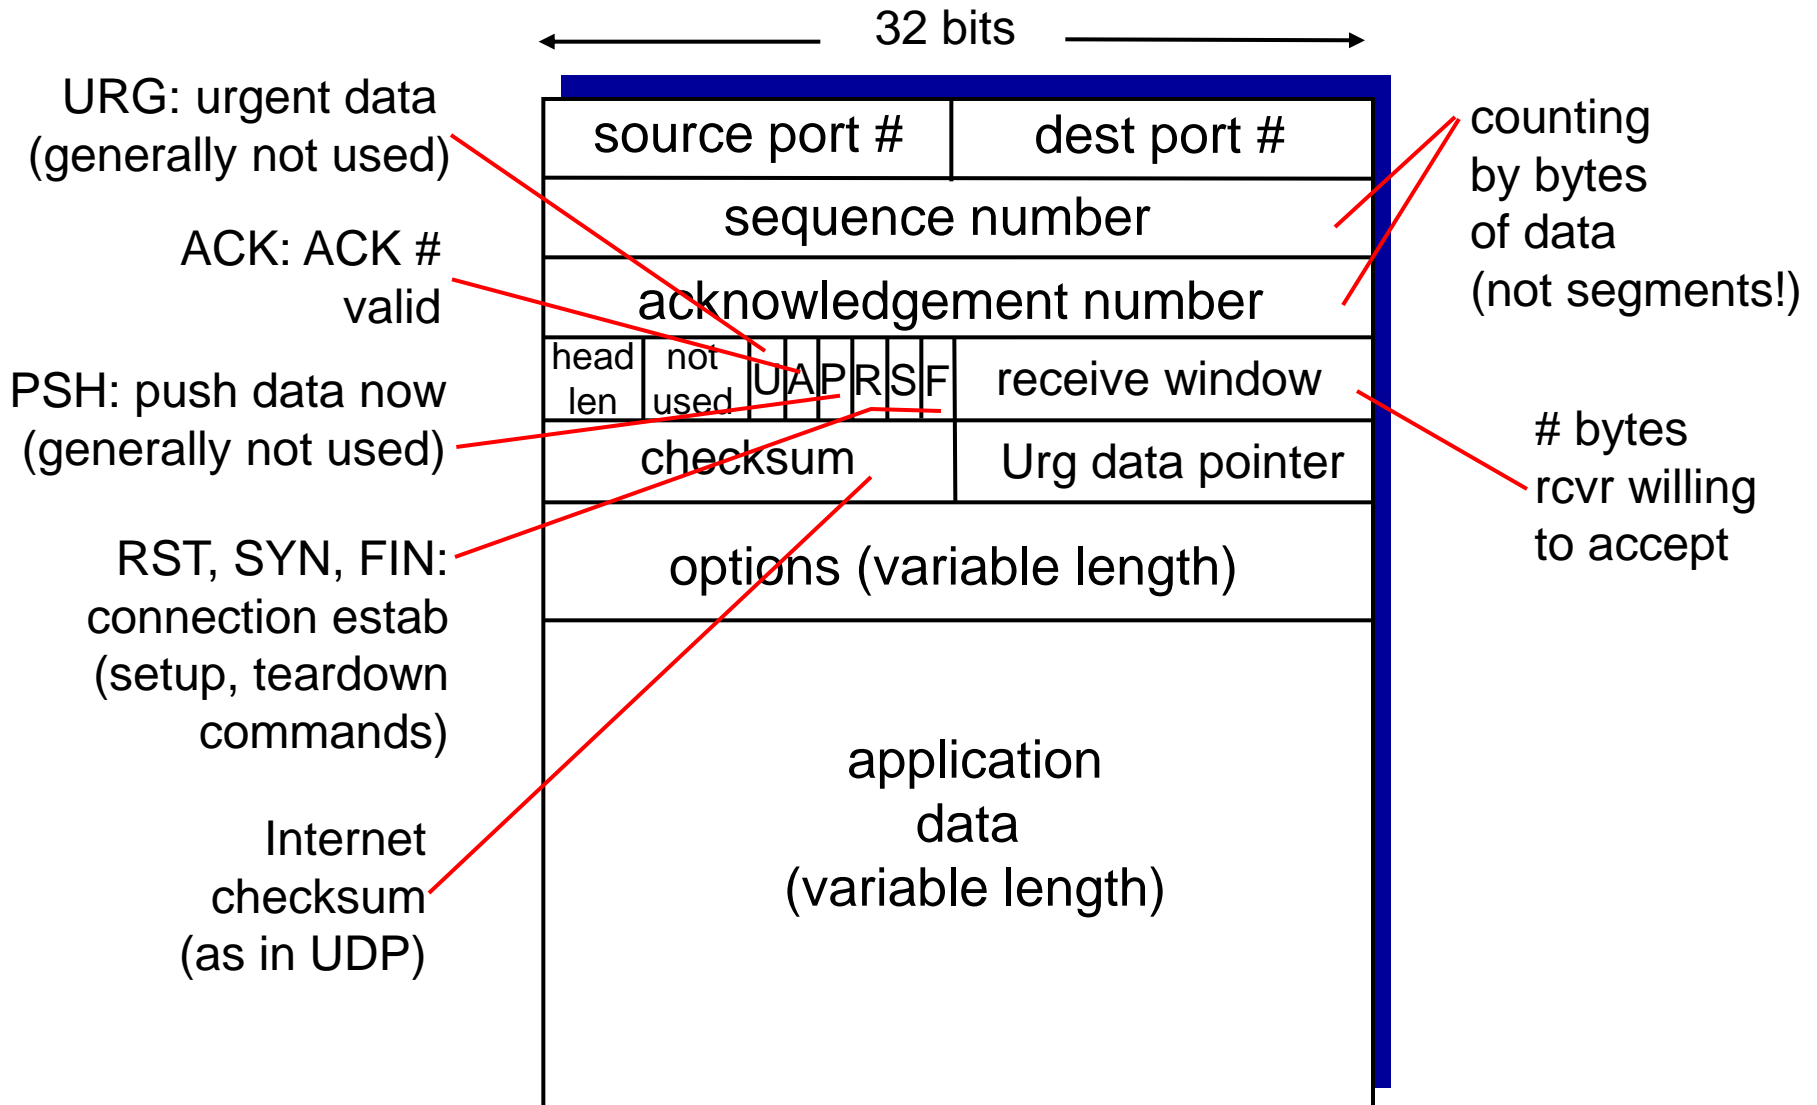 32 bits
URG: urgent data
(generally not used)
ACK: ACK #
valid
PSH: push data now
(generally not used)
RST, SYN, FIN:
connection estab
(setup, teardown
commands)
Internet
checksum
(as in UDP)
source port #
dest port #
sequence number
acknowledgement number
head
len
not
used
U A P R S F
receive window
checksum
Urg data pointer
options (variable length)
application
data
(variable length)
counting
by bytes
of data
(not segments!)
# bytes
rcvr willing
to accept